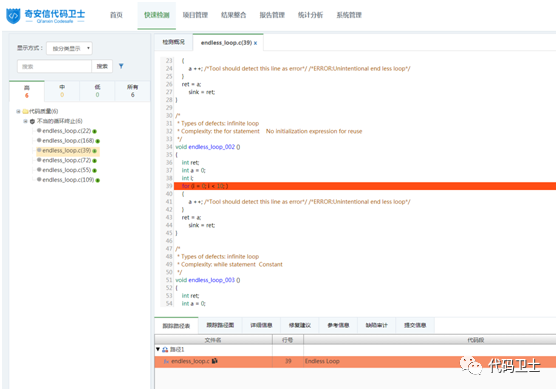 奇安信代码卫士
Qi'anxin Codesafe
首页
快速检测
项目管理
结果整合
报告管理
统计分析
系统管理
显示方式：
按分类显示
搜索
搜索
高
6
中
0
低
0
所有
6
代码质量(6)
不当的循环终止(6)
endless_loop.c(22)
endless_loop.c(168)
endless_loop.c(39)
endless_loop.c(72)
endless_loop.c(55)
endless_loop.c(109)
检测概况
endless_loop.c(39) x
23 {
24 a ++; /*Tool should detect this line as error*/ /*ERROR:Unintentional end less loop*/
25 }
26 ret = a;
27 sink = ret;
28 }
29
30 /*
31 * Types of defects: infinite loop
32 * Complexity: the for statement No initialization expression for reuse
33 */
34 void endless_loop_002 ()
35 {
36 int ret;
37 int a = 0;
38 int i;
39
40 {
41 a ++; /*Tool should detect this line as error*/ /*ERROR:Unintentional end less loop*/
42 }
43 ret = a;
44 sink = ret;
45 }
46
47 /*
48 * Types of defects: infinite loop
49 * Complexity: while statement Constant
50 */
51 void endless_loop_003 ()
52 {
53 int ret;
54 int a = 0;
跟踪路径表
跟踪路径图
详细信息
修复建议
参考信息
缺陷审计
提交信息
文件名
行号
代码段
路径1
endless_loop.c
39
Endless Loop
代码卫士